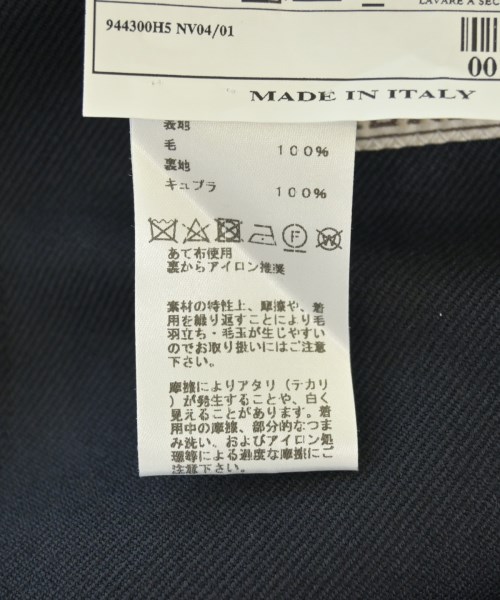 LAVARE A SEC
944300H5 NV04/01
00
MADE IN ITALY
表地
毛 100%
裏地
キュプラ 100%
F W
あて布使用
裏からアイロン推奨
素材の特性上、摩擦や、着
用を繰り返すことにより毛
羽立ち・毛玉が生じやすい
のでお取り扱いにはご注意
下さい。
摩擦によりアタリ(テカリ
)が発生することや、白く
見えることがあります。着
用中の摩擦、部分的なつま
み洗い、およびアイロン処
理等による過度な摩擦にご
注意下さい。